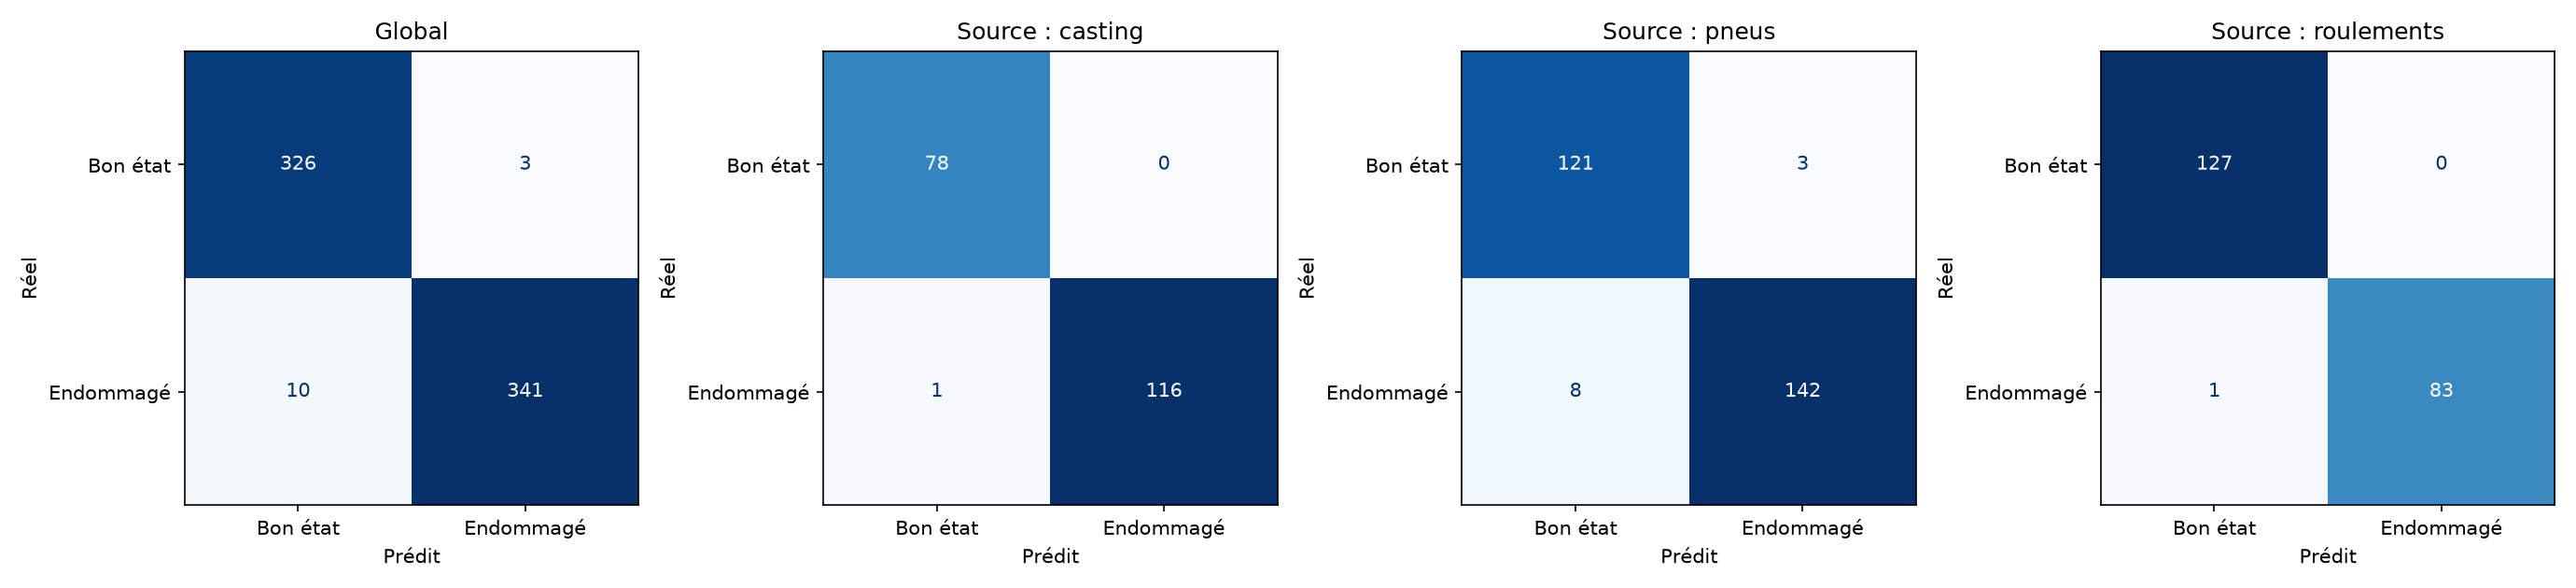 Global
Réel
Bon état
326
3
Endommagé
10
341
Bon état
Endommagé
Prédit
Source : casting
Réel
Bon état
78
0
Endommagé
1
116
Bon état
Endommagé
Prédit
Source : pneus
Réel
Bon état
121
3
Endommagé
8
142
Bon état
Endommagé
Prédit
Source : roulements
Réel
Bon état
127
0
Endommagé
1
83
Bon état
Endommagé
Prédit